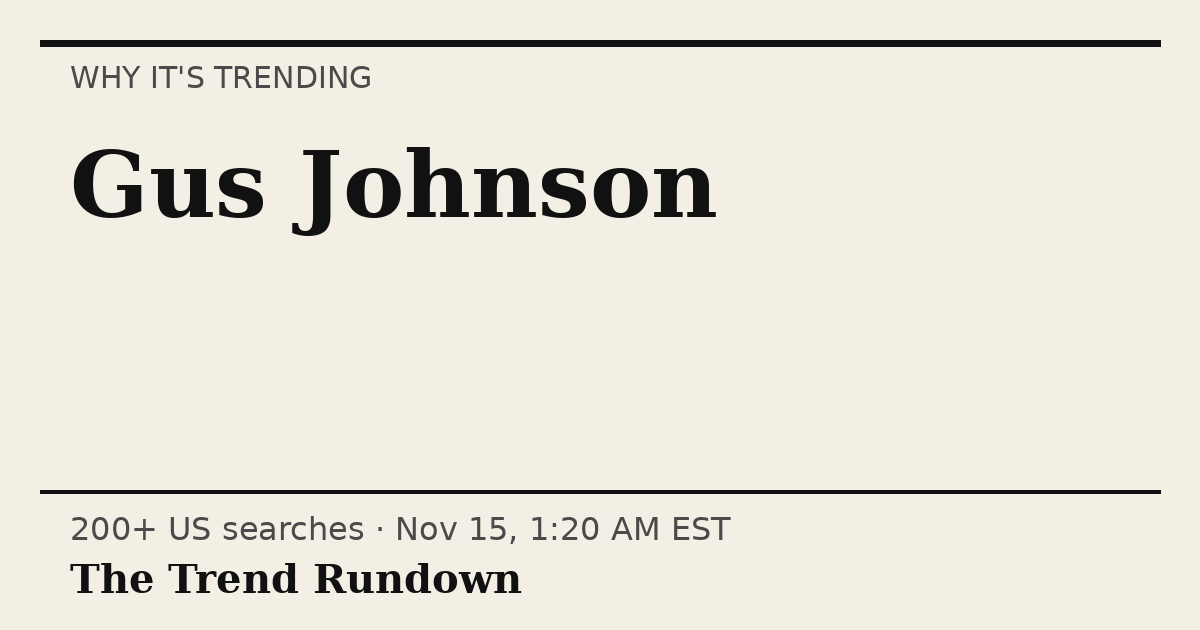 WHY IT'S TRENDING
Gus Johnson
200+ US searches · Nov 15, 1:20 AM EST
The Trend Rundown